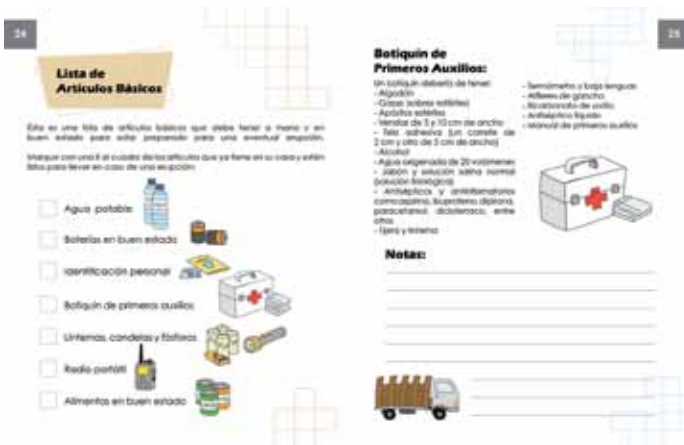 24
Lista de
Artículos Básicos
Esta es una lista de artículos básicos que debe tener a mano y en
buen estado para estar preparado para una eventual erupción.
Marque con una X el cuadro de los artículos que ya tiene en su casa y estén
listos para llevar en caso de una erupción:
Agua potable
Baterías en buen estado
Identificación personal
Botiquín de primeros auxilios
Linternas, candelas y fósforos
Radio portátil
Alimentos en buen estado
25
Botiquín de
Primeros Auxilios:
Un botiquín debería de tener:
- Algodón
- Gasas (sobres estériles)
- Apósitos estériles
- Vendas de 5 y 10 cm de ancho
- Tela adhesiva (un carrete de
2 cm y otro de 5 cm de ancho)
- Alcohol
- Agua oxigenada de 20 volúmenes
- Jabón y solución salina normal
(solución fisiológica)
- Antisépticos y antiinflamatorios
como aspirina, ibuprofeno, dipirona,
paracetamol, diclofenaco, entre
otros
- Tijera y linterna
- Termómetro y baja lenguas
- Alfileres de gancho
- Bicarbonato de sodio
- Antiséptico líquido
- Manual de primeros auxilios
Notas: